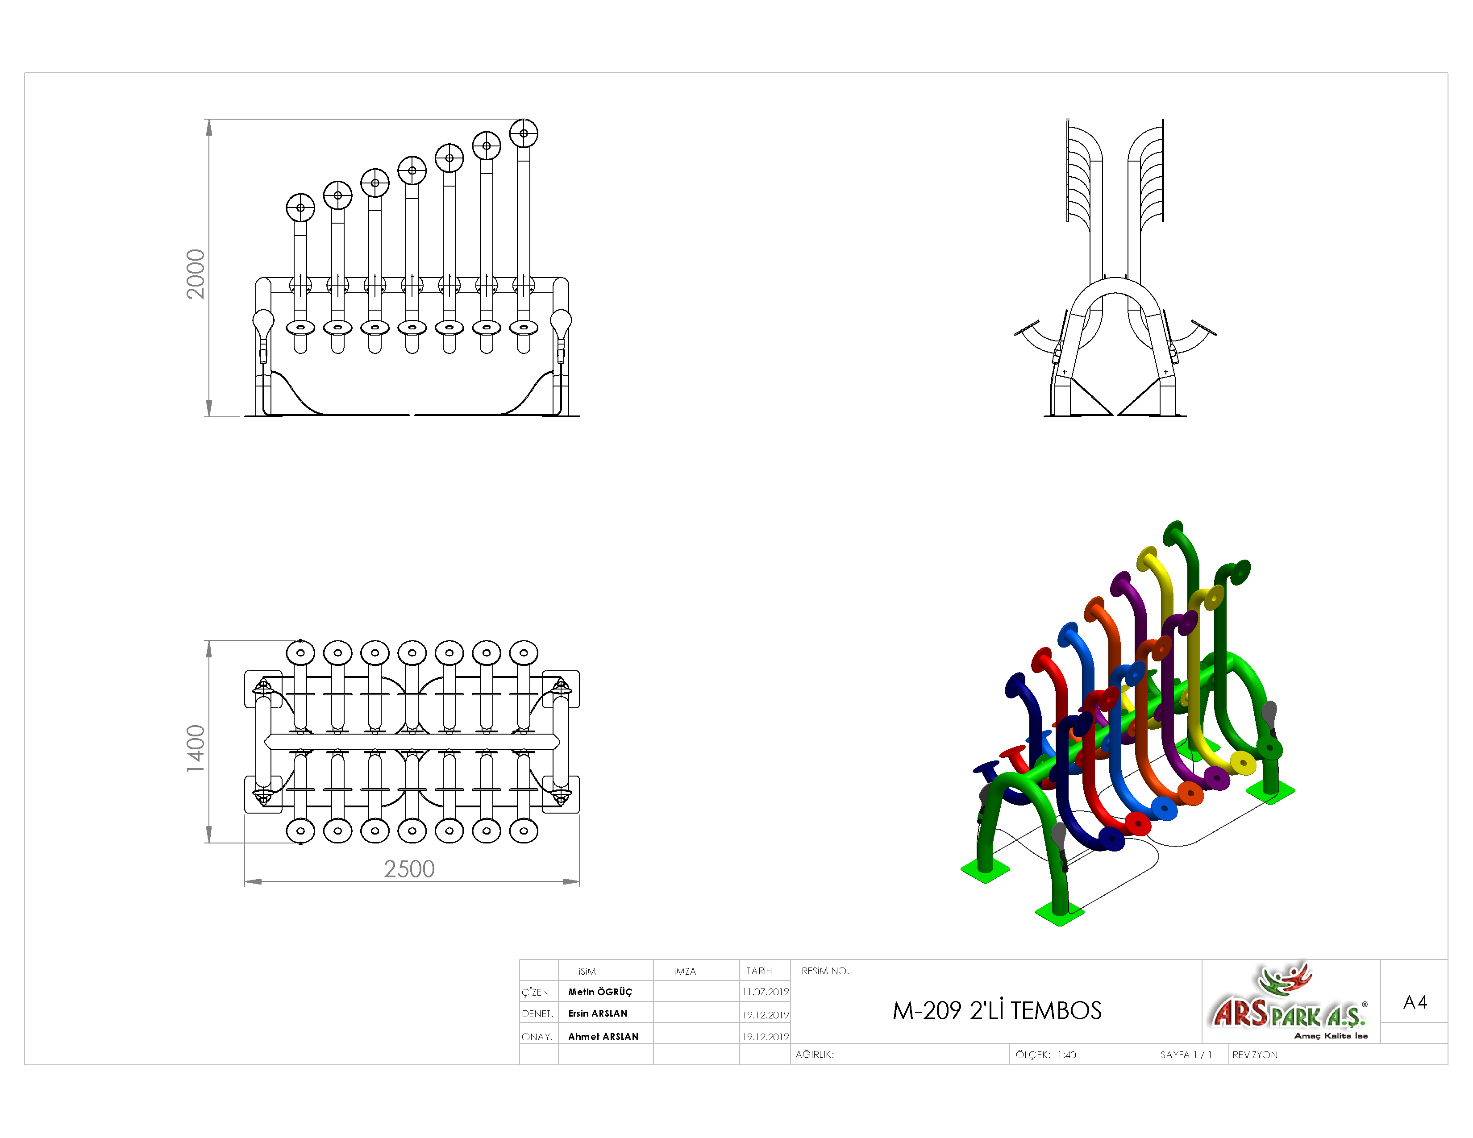 2000
1400
2500
İSİM
İMZA
TARİH
RESİM NO.
ÇİZEN.
Metin ÖGRÜÇ
11.07.2019
DENET.
Ersin ARSLAN
19.12.2019
ONAY.
Ahmet ARSLAN
19.12.2019
M-209 2'Lİ TEMBOS
ARSPARK A.Ş.®
Amaç Kalite İse
A4
AĞIRLIK:
ÖLÇEK: 1:40
SAYFA 1 / 1
REVİZYON